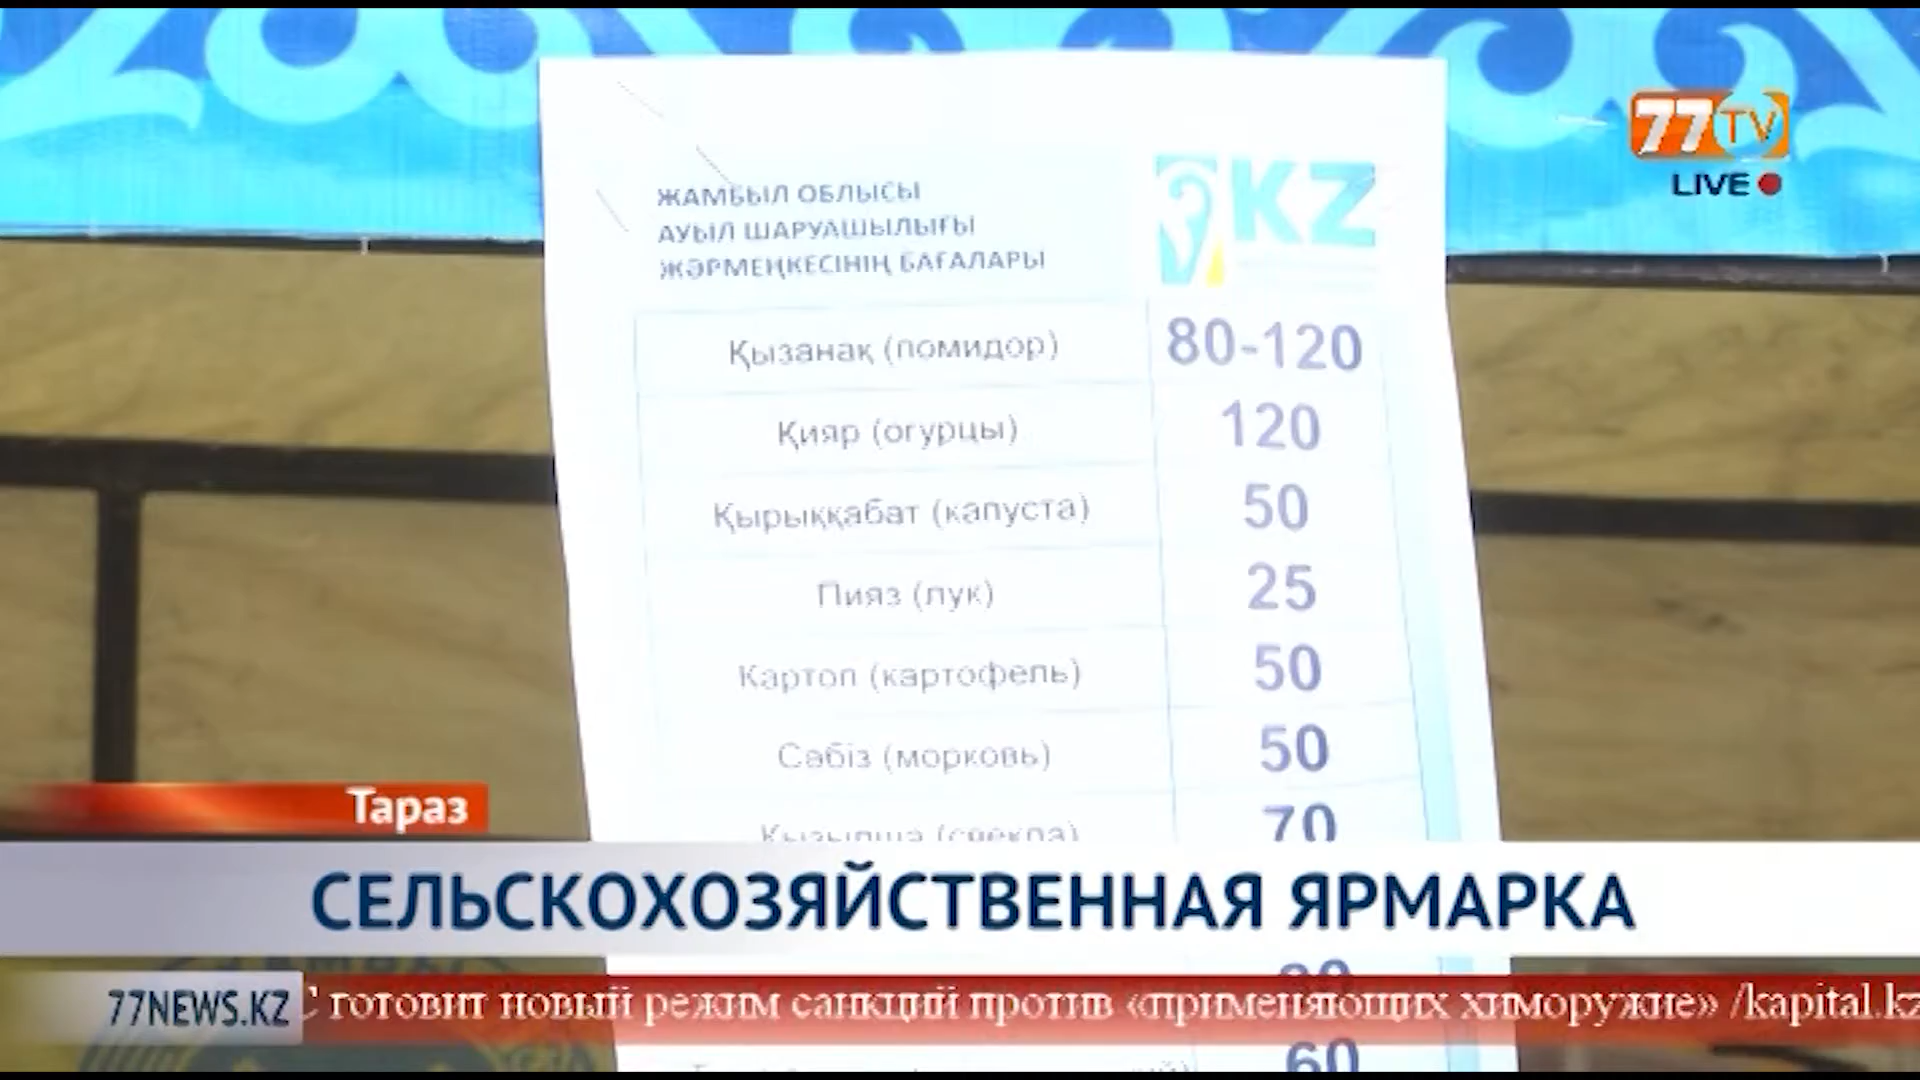 77TV
LIVE
KZ
ЖАМБЫЛ ОБЛЫСЫ
АУЫЛ ШАРУАШЫЛЫҒЫ
ЖӘРМЕҢКЕСІНІҢ БАҒАЛАРЫ
Қызанақ (помидор) 80-120
Қияр (огурцы) 120
Қырыққабат (капуста) 50
Пияз (лук) 25
Картоп (картофель) 50
Сәбіз (морковь) 50
Қызылша (свекла) 70
Тараз
СЕЛЬСКОХОЗЯЙСТВЕННАЯ ЯРМАРКА
77NEWS.KZ
готовит новый режим санкций против «применяющих химоружие» /kapital.kz
60